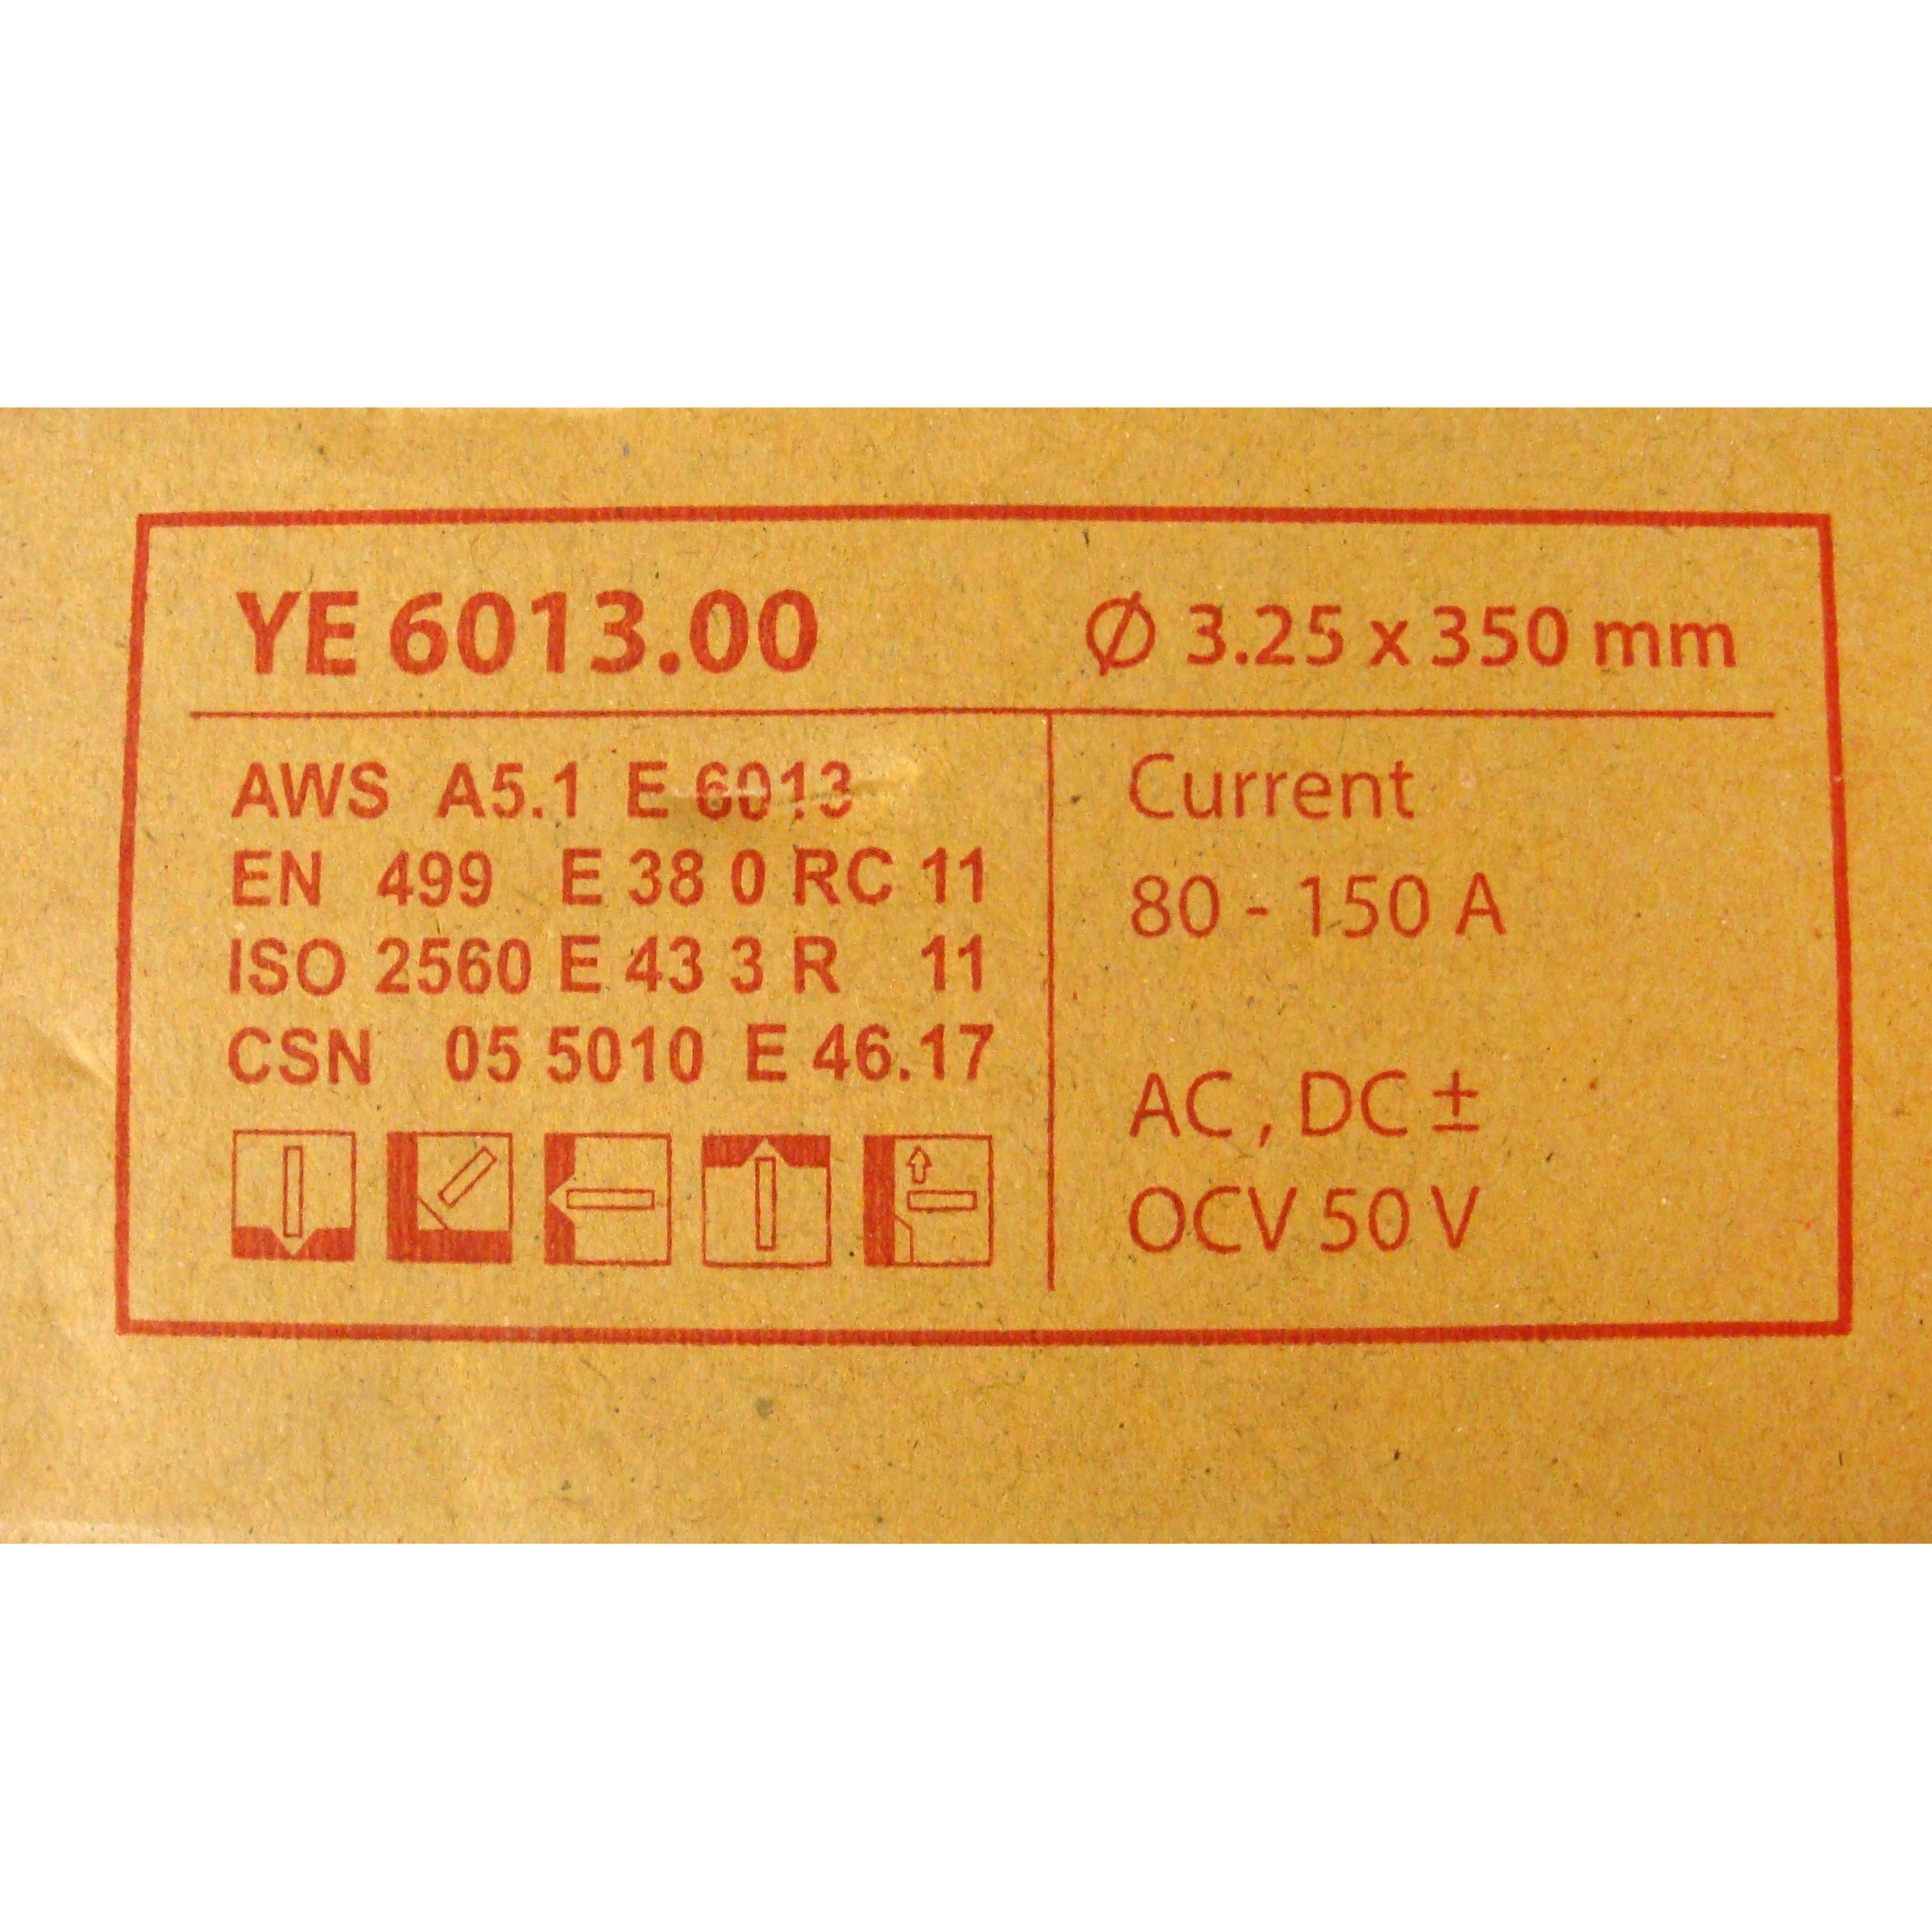 YE 6013.00 Ø 3.25 x 350 mm
AWS A5.1 E 6013
EN 499 E 38 0 RC 11
ISO 2560 E 43 3 R 11
CSN 05 5010 E 46.17
Current
80 - 150 A
AC , DC ±
OCV 50 V